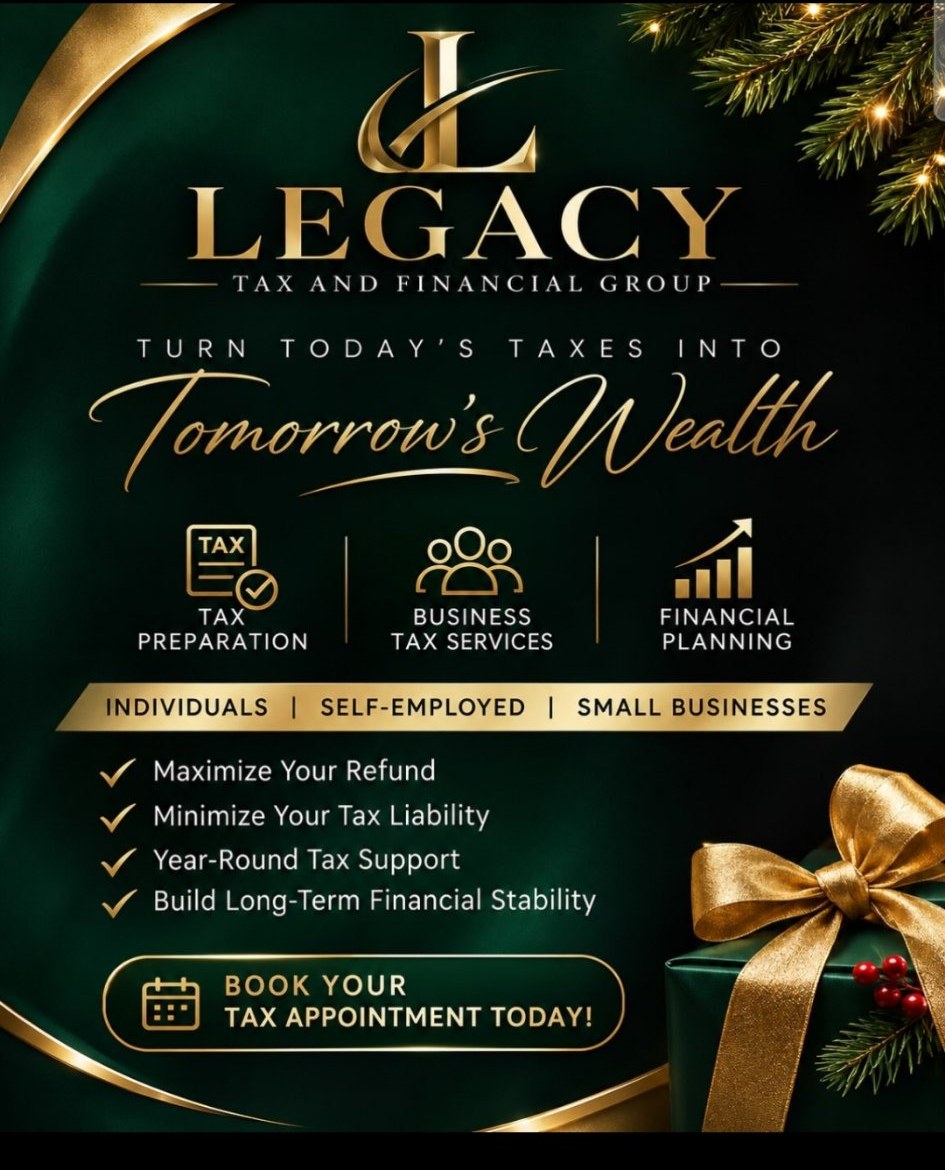 L
LEGACY
TAX AND FINANCIAL GROUP
TURN TODAY'S TAXES INTO
Tomorrow's Wealth
TAX
TAX
PREPARATION
BUSINESS
TAX SERVICES
FINANCIAL
PLANNING
INDIVIDUALS | SELF-EMPLOYED | SMALL BUSINESSES
Maximize Your Refund
Minimize Your Tax Liability
Year-Round Tax Support
Build Long-Term Financial Stability
BOOK YOUR
TAX APPOINTMENT TODAY!